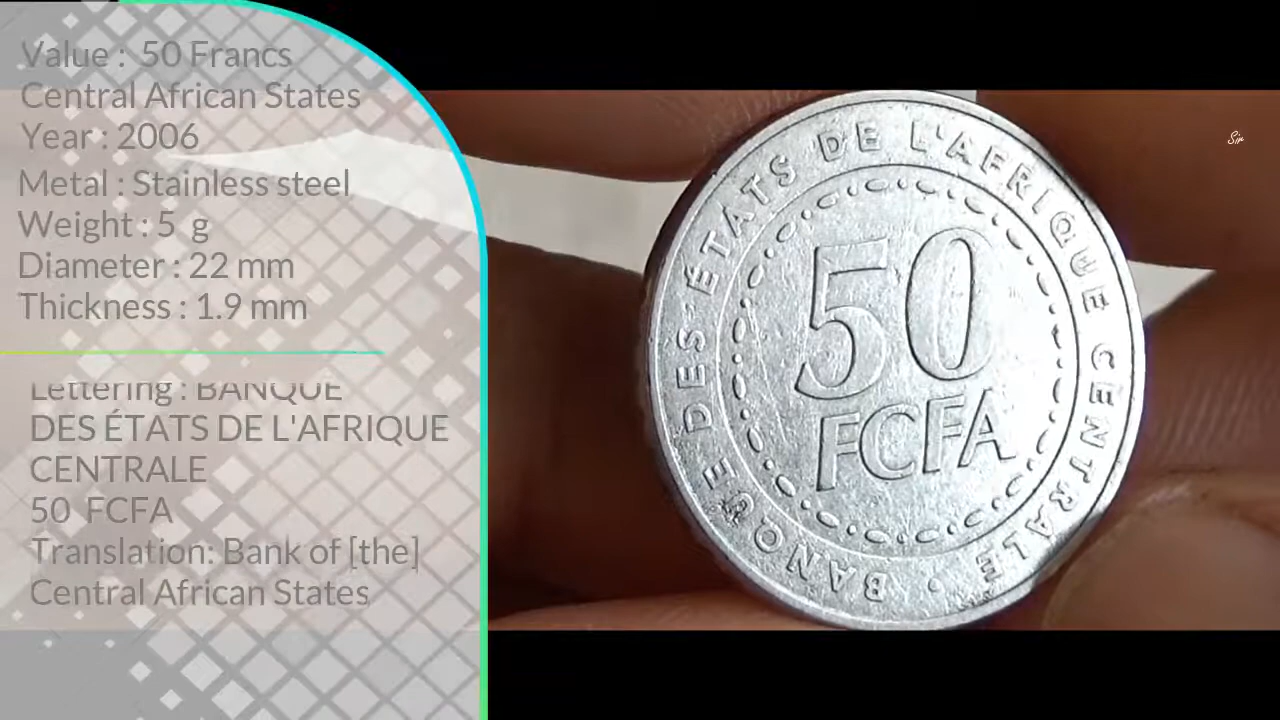 Value : 50 Francs
Central African States
Year : 2006
Metal : Stainless steel
Weight : 5 g
Diameter : 22 mm
Thickness : 1.9 mm
Lettering : BANQUE
DES ÉTATS DE L'AFRIQUE
CENTRALE
50 FCFA
Translation: Bank of [the]
Central African States
BANQUE DES ÉTATS DE L'AFRIQUE CENTRALE •
50
FCFA
Sir